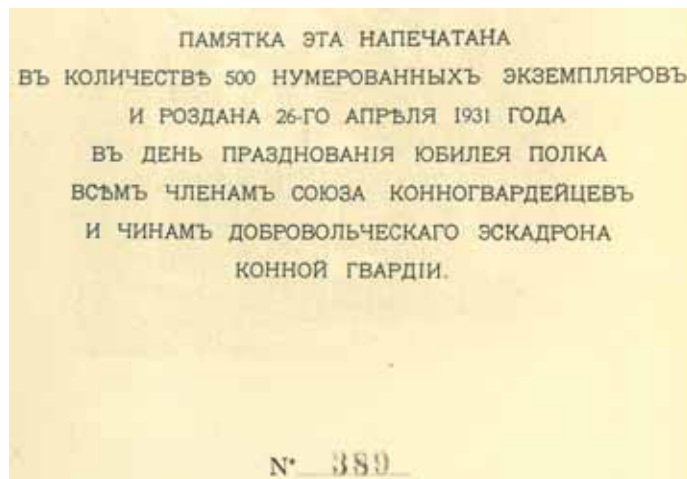 ПАМЯТКА ЭТА НАПЕЧАТАНА
ВЪ КОЛИЧЕСТВѢ 500 НУМЕРОВАННЫХЪ ЭКЗЕМПЛЯРОВЪ
И РОЗДАНА 26-ГО АПРѢЛЯ 1931 ГОДА
ВЪ ДЕНЬ ПРАЗДНОВАНІЯ ЮБИЛЕЯ ПОЛКА
ВСѢМЪ ЧЛЕНАМЪ СОЮЗА КОННОГВАРДЕЙЦЕВЪ
И ЧИНАМЪ ДОБРОВОЛЬЧЕСКАГО ЭСКАДРОНА
КОННОЙ ГВАРДІИ.
N° 389